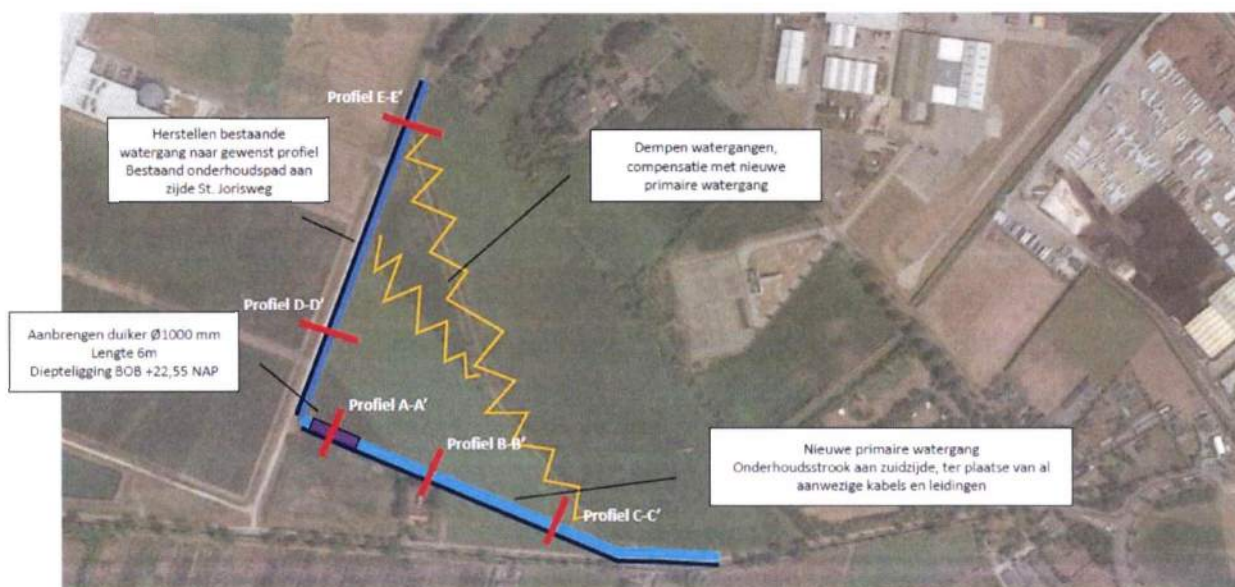 Profiel E-E'
Herstellen bestaande
watergang naar gewenst profiel
Bestaand onderhoudspad aan
zijde St. Jorisweg
Dempen watergangen,
compensatie met nieuwe
primaire watergang
Profiel D-D'
Aanbrengen duiker Ø1000 mm
Lengte 6m
Diepteligging BOB +22,55 NAP
Profiel A-A'
Profiel B-B'
Nieuwe primaire watergang
Onderhoudsstrook aan zuidzijde, ter plaatse van al
aanwezige kabels en leidingen
Profiel C-C'